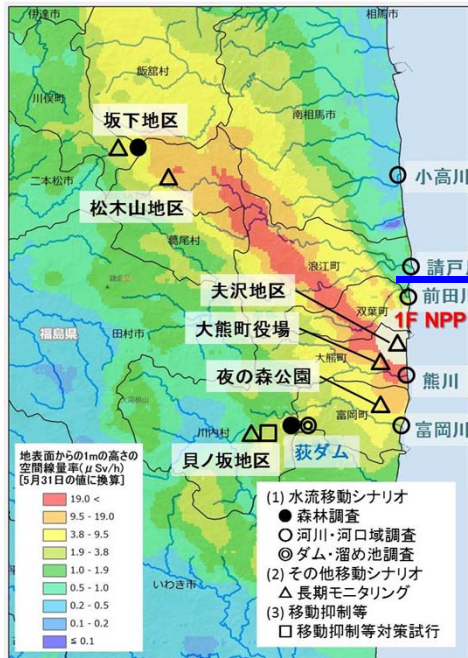 伊達市
相馬市
飯舘村
川俣町
坂下地区
南相馬市
二本松市
小高川
松木山地区
葛尾村
浪江町
請戸川
夫沢地区
前田川
双葉町
1F NPP
福島県
田村市
大熊町役場
大熊町
熊川
夜の森公園
富岡町
川内村
富岡川
貝ノ坂地区
荻ダム
地表面からの1mの高さの
空間線量率(μSv/h)
[5月31日の値に換算]
19.0 <
9.5 - 19.0
3.8 - 9.5
1.9 - 3.8
1.0 - 1.9
0.5 - 1.0
0.2 - 0.5
0.1 - 0.2
≦ 0.1
いわき市
(1) 水流移動シナリオ
森林調査
河川・河口域調査
ダム・溜め池調査
(2) その他移動シナリオ
長期モニタリング
(3) 移動抑制等
移動抑制等対策試行